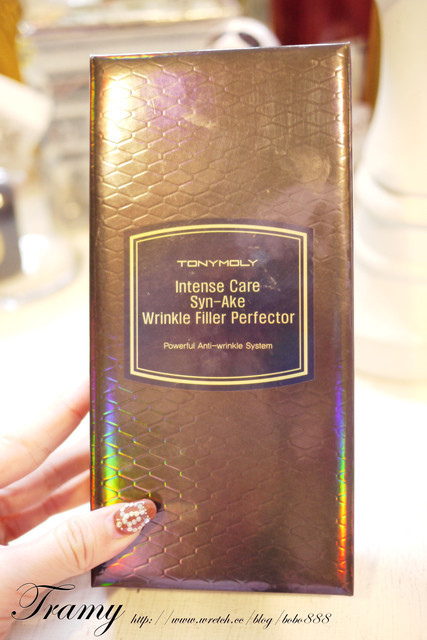 TONYMOLY
Intense Care
Syn-Ake
Wrinkle Filler Perfector
Powerful Anti-wrinkle System
Tramy http://www.wretch.cc/blog/bobo888